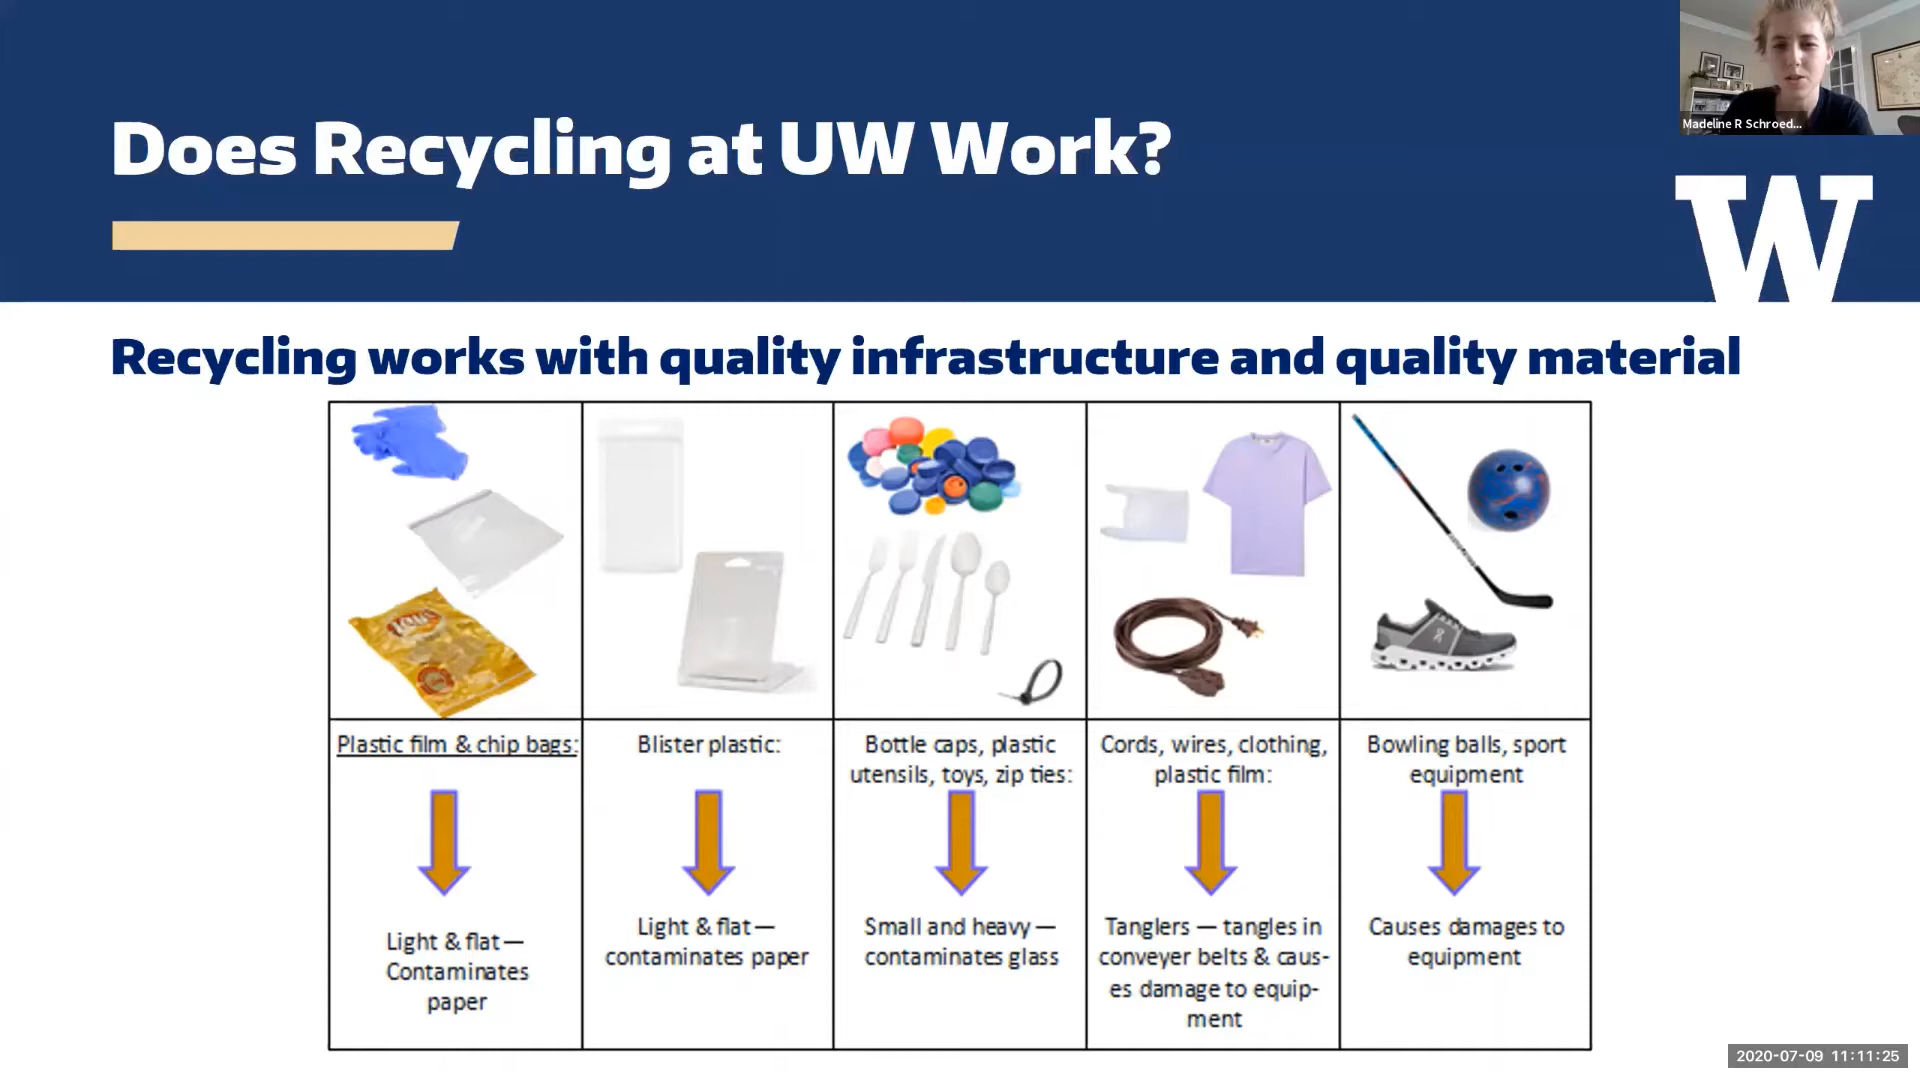 Madeline R Schroed...
Does Recycling at UW Work?
W
Recycling works with quality infrastructure and quality material
Lay's
Plastic film & chip bags:
Light & flat—
Contaminates
paper
Blister plastic:
Light & flat—
contaminates paper
Bottle caps, plastic
utensils, toys, zip ties:
Small and heavy—
contaminates glass
Cords, wires, clothing,
plastic film:
Tanglers — tangles in
conveyer belts & caus-
es damage to equip-
ment
Bowling balls, sport
equipment
Causes damages to
equipment
2020-07-09 11:11:25